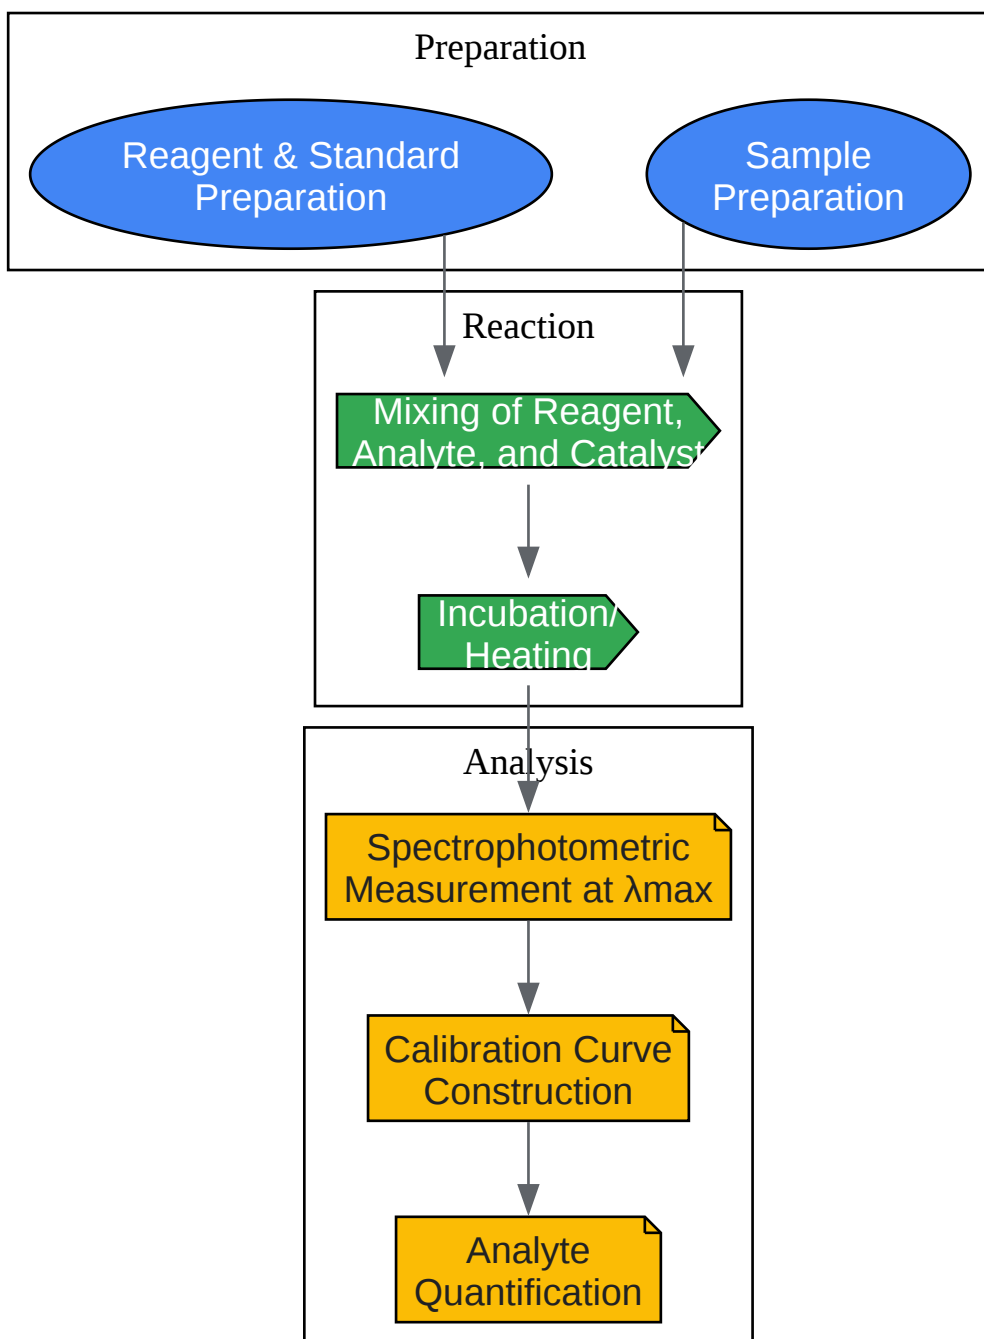 Preparation
Reagent & Standard
Preparation
Sample
Preparation
Reaction
Mixing of Reagent,
Analyte, and Catalyst
Incubation/
Heating
Analysis
Spectrophotometric
Measurement at λmax
Calibration Curve
Construction
Analyte
Quantification